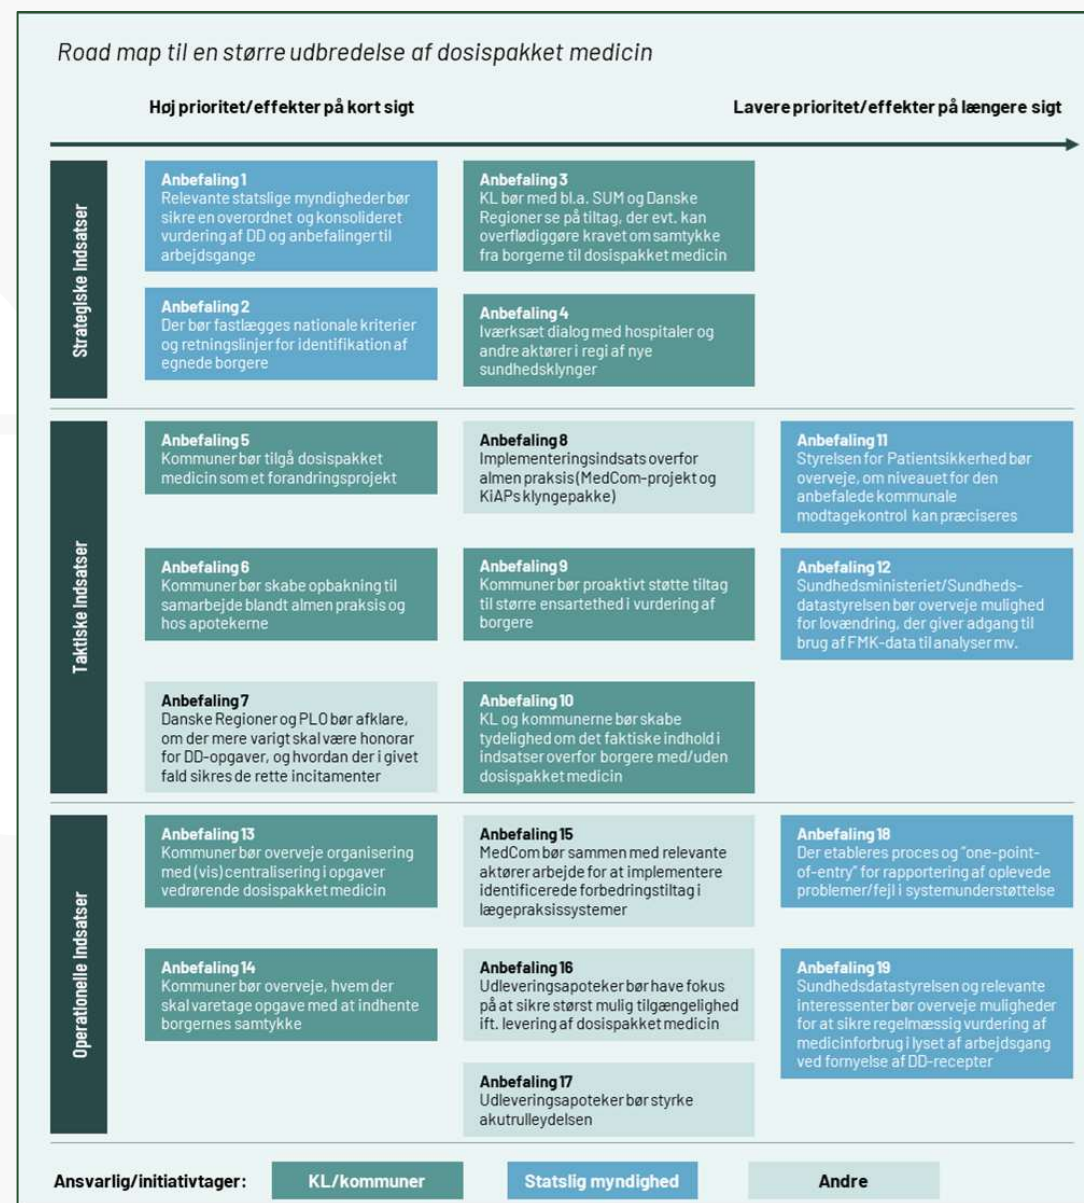 Road map til en større udbredelse af dosispakket medicin
Høj prioritet/effekter på kort sigt
Lavere prioritet/effekter på længere sigt
Strategiske indsatser
Anbefaling 1
Relevante statslige myndigheder bør
sikre en overordnet og konsolideret
vurdering af DD og anbefalinger til
arbejdsgange
Anbefaling 2
Der bør fastlægges nationale kriterier
og retningslinjer for identifikation af
egnede borgere
Anbefaling 3
KL bør med bl.a. SUM og Danske
Regioner se på tiltag, der evt. kan
overflødiggøre kravet om samtykke
fra borgerne til dosispakket medicin
Anbefaling 4
Iværksæt dialog med hospitaler og
andre aktører i regi af nye
sundhedsklynger
Taktiske indsatser
Anbefaling 5
Kommuner bør tilgå dosispakket
medicin som et forandringsprojekt
Anbefaling 6
Kommuner bør skabe opbakning til
samarbejde blandt almen praksis og
hos apotekerne
Anbefaling 7
Danske Regioner og PLO bør afklare,
om der mere varigt skal være honorar
for DD-opgaver, og hvordan der i givet
fald sikres de rette incitamenter
Anbefaling 8
Implementeringsindsats overfor
almen praksis (MedCom-projekt og
KiAPs klyngepakke)
Anbefaling 9
Kommuner bør proaktivt støtte tiltag
til større ensartethed i vurdering af
borgere
Anbefaling 10
KL og kommunerne bør skabe
tydelighed om det faktiske indhold i
indsatser overfor borgere med/uden
dosispakket medicin
Anbefaling 11
Styrelsen for Patientsikkerhed bør
overveje, om niveauet for den
anbefalede kommunale
modtagekontrol kan præciseres
Anbefaling 12
Sundhedsministeriet/Sundheds-
datastyrelsen bør overveje mulighed
for lovændring, der giver adgang til
brug af FMK-data til analyser mv.
Operationelle indsatser
Anbefaling 13
Kommuner bør overveje organisering
med (vis) centralisering i opgaver
vedrørende dosispakket medicin
Anbefaling 14
Kommuner bør overveje, hvem der
skal varetage opgave med at indhente
borgernes samtykke
Anbefaling 15
MedCom bør sammen med relevante
aktører arbejde for at implementere
identificerede forbedringstiltag i
lægepraksissystemer
Anbefaling 16
Udleveringsapoteker bør have fokus
på at sikre størst mulig tilgængelighed
ift. levering af dosispakket medicin
Anbefaling 17
Udleveringsapoteker bør styrke
akutrulleydelsen
Anbefaling 18
Der etableres proces og "one-point-
of-entry" for rapportering af oplevede
problemer/fejl i systemunderstøttelse
Anbefaling 19
Sundhedsdatastyrelsen og relevante
interessenter bør overveje muligheder
for at sikre regelmæssig vurdering af
medicinforbrug i lyset af arbejdsgang
ved fornyelse af DD-recepter
Ansvarlig/initiativtager:
KL/kommuner
Statslig myndighed
Andre